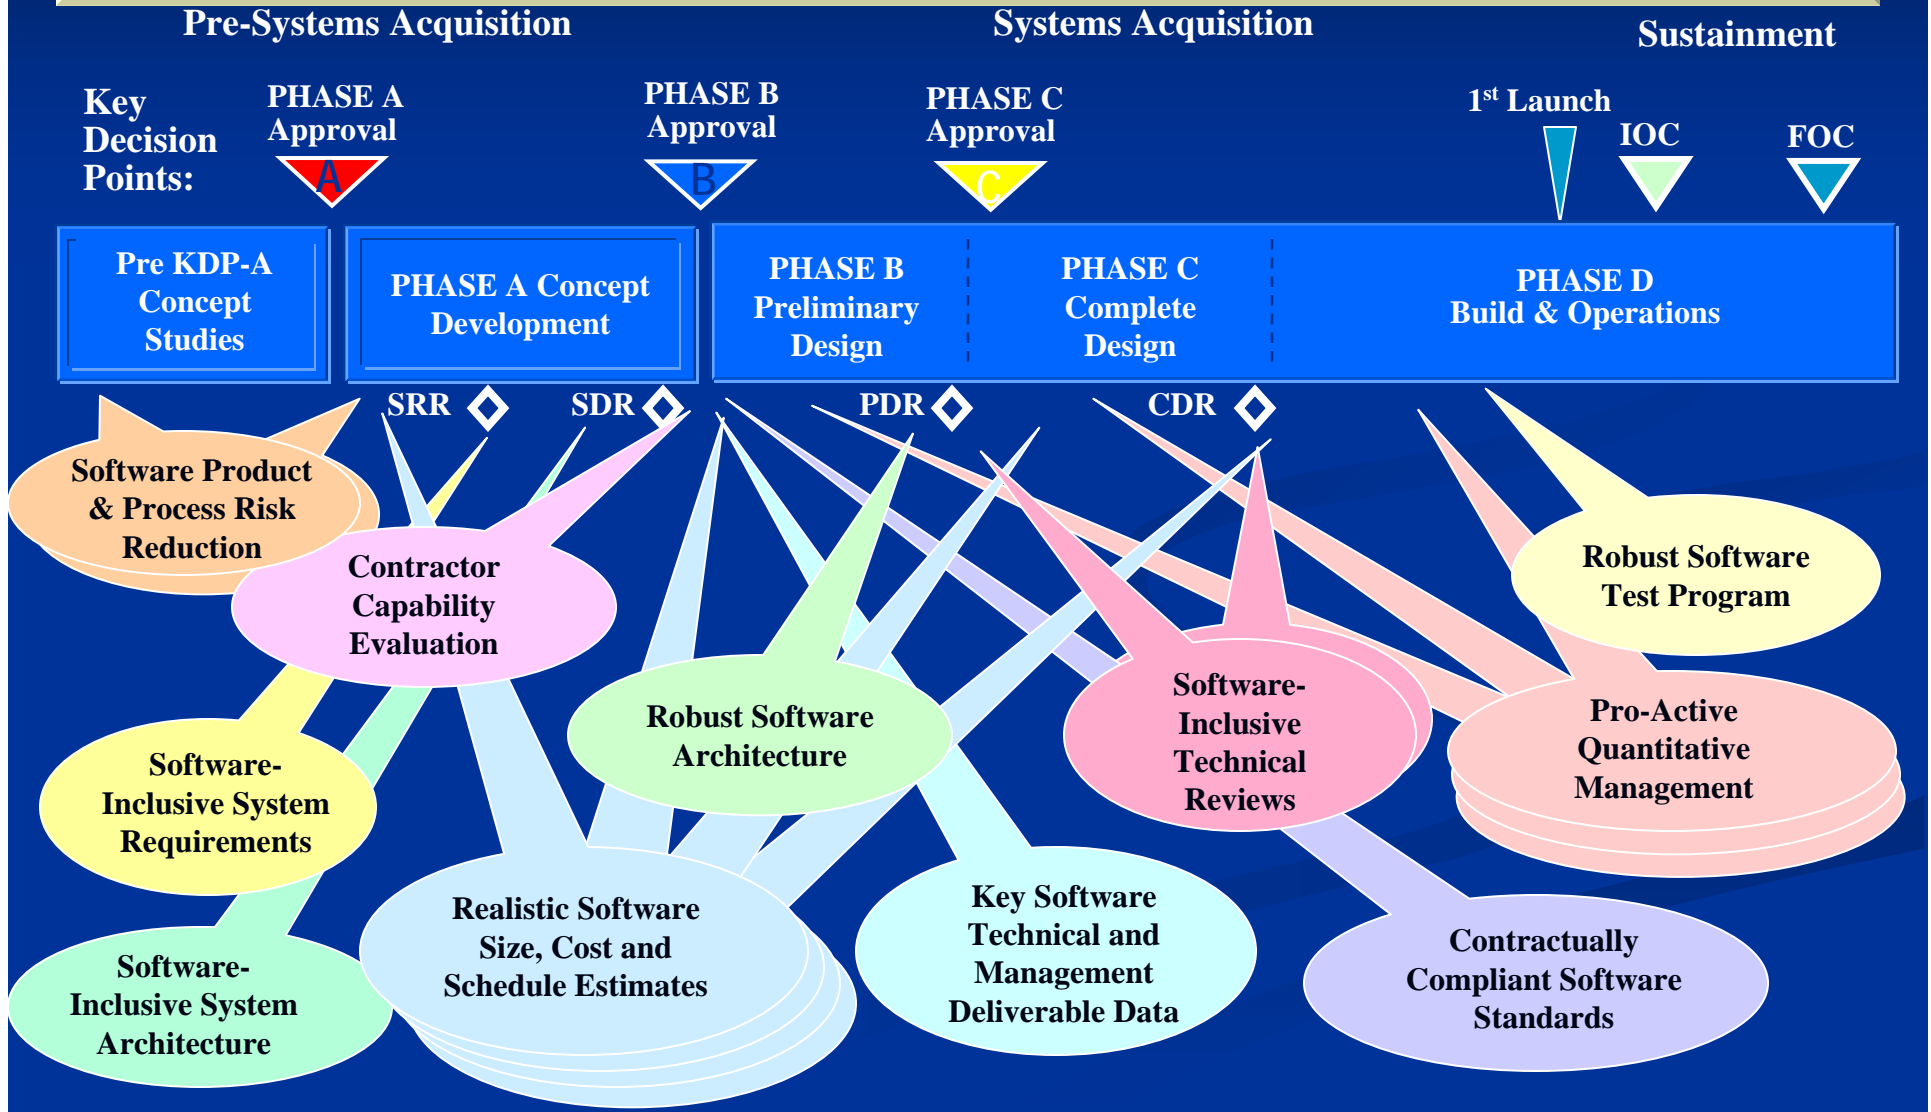 Pre-Systems Acquisition
Systems Acquisition
Sustainment
Key
Decision
Points:
PHASE A
Approval
A
PHASE B
Approval
B
PHASE C
Approval
C
1st Launch
IOC
FOC
Pre KDP-A
Concept
Studies
PHASE A Concept
Development
PHASE B
Preliminary
Design
PHASE C
Complete
Design
PHASE D
Build & Operations
SRR
SDR
PDR
CDR
Software Product
& Process Risk
Reduction
Contractor
Capability
Evaluation
Robust Software
Test Program
Software-
Inclusive System
Requirements
Robust Software
Architecture
Software-
Inclusive
Technical
Reviews
Pro-Active
Quantitative
Management
Software-
Inclusive System
Architecture
Realistic Software
Size, Cost and
Schedule Estimates
Key Software
Technical and
Management
Deliverable Data
Contractually
Compliant Software
Standards